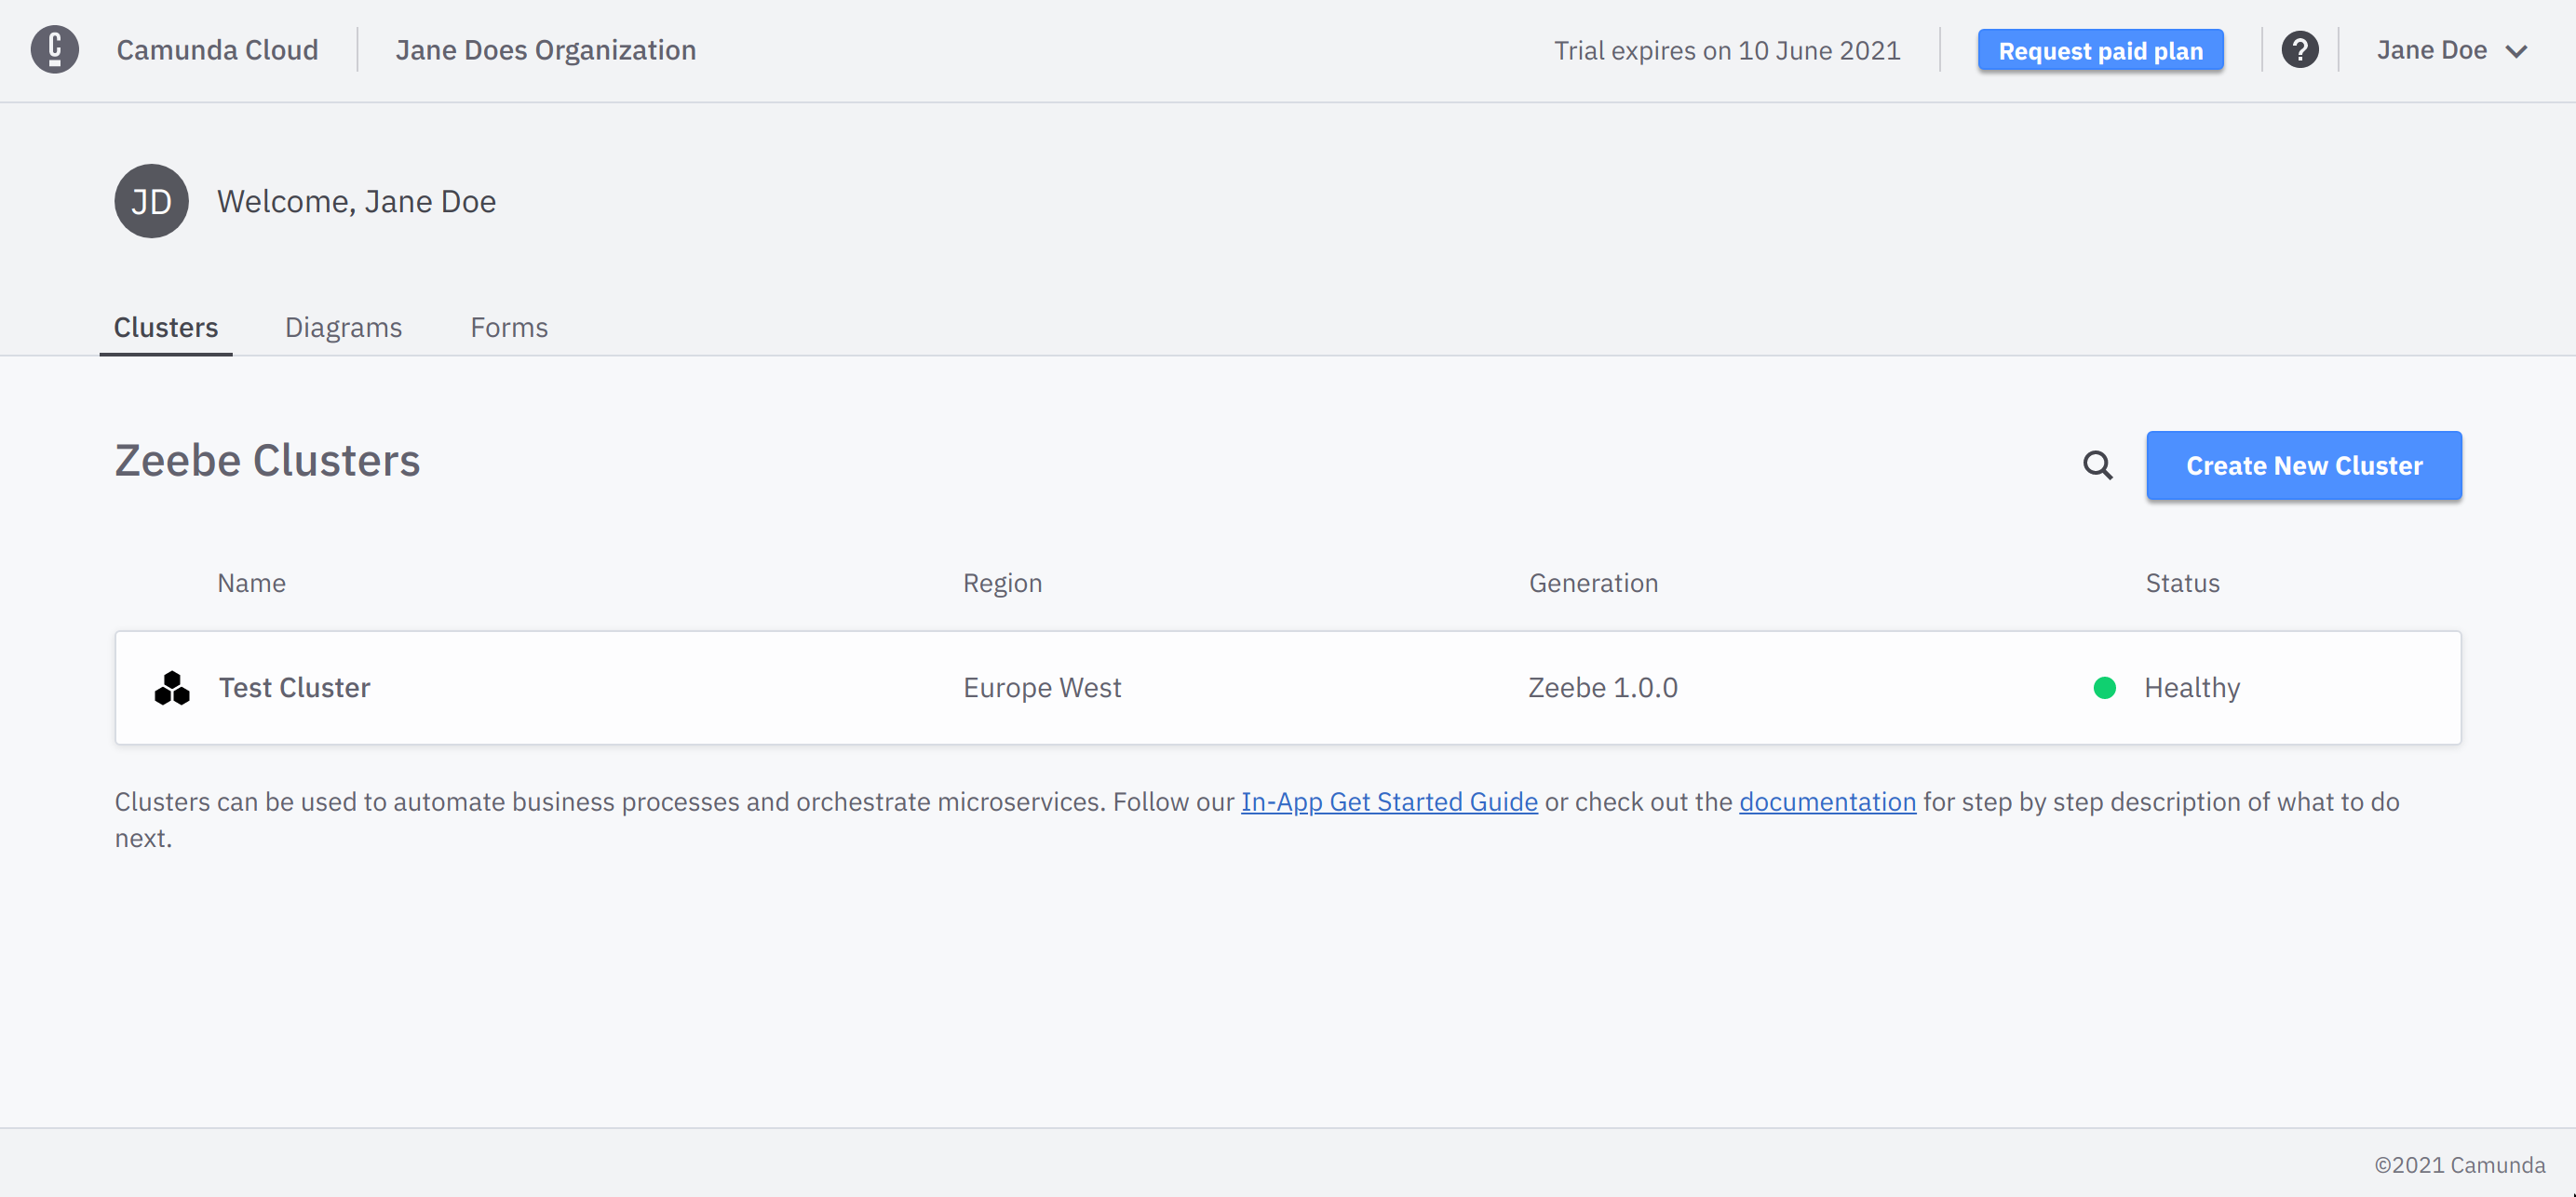 Camunda Cloud Jane Does Organization Trial expires on 10 June 2021 Request paid plan ? Jane Doe
JD Welcome, Jane Doe
Clusters Diagrams Forms
Zeebe Clusters Create New Cluster
Name Region Generation Status
Test Cluster Europe West Zeebe 1.0.0 Healthy
Clusters can be used to automate business processes and orchestrate microservices. Follow our In-App Get Started Guide or check out the documentation for step by step description of what to do
next.
©2021 Camunda